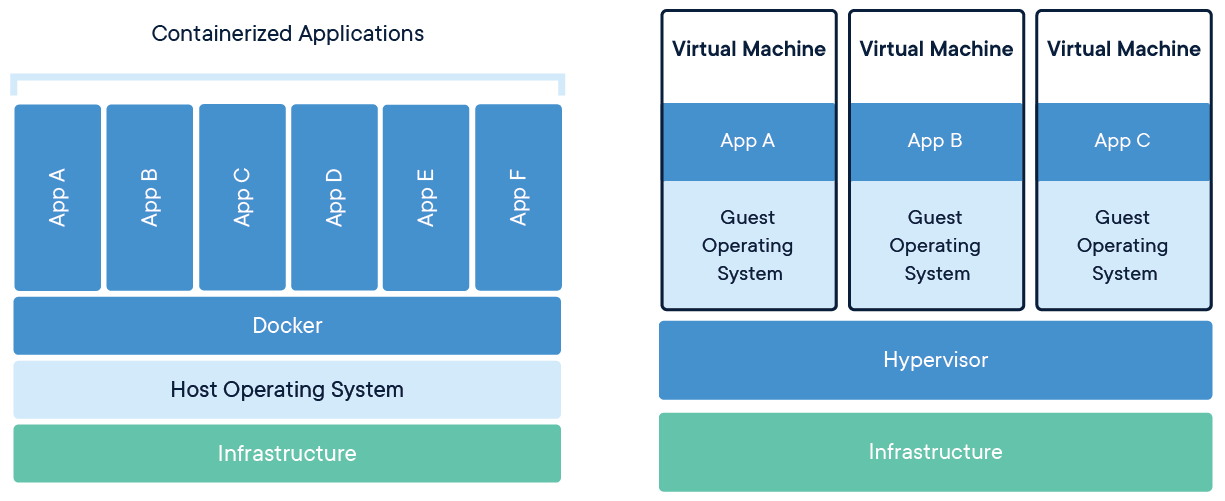 Containerized Applications
App A
App B
App C
App D
App E
App F
Docker
Host Operating System
Infrastructure
Virtual Machine
App A
Guest
Operating
System
Virtual Machine
App B
Guest
Operating
System
Virtual Machine
App C
Guest
Operating
System
Hypervisor
Infrastructure